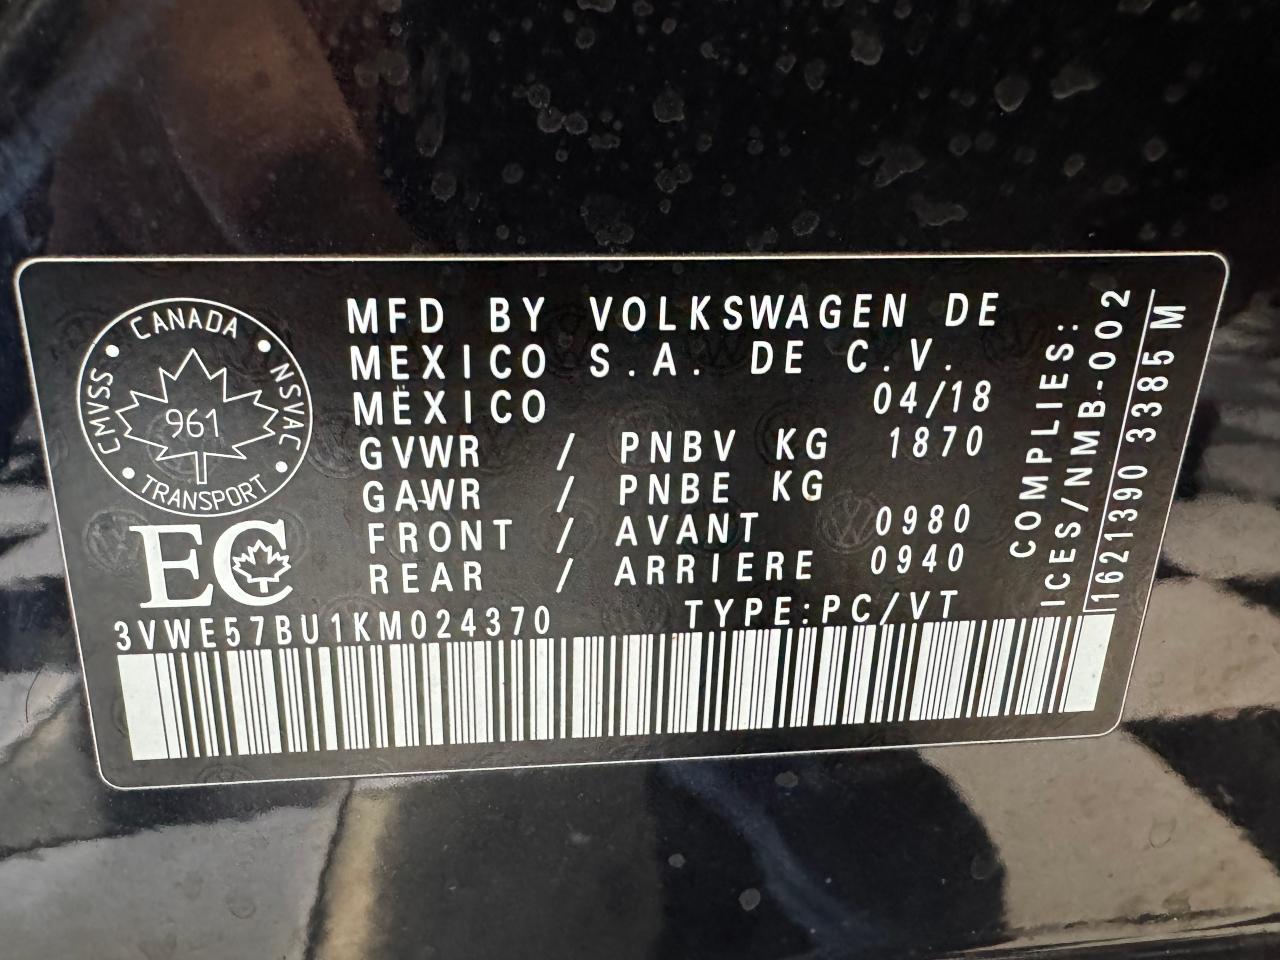 CANADA
CMVSS • NSVAC
961
TRANSPORT
EC
MFD BY VOLKSWAGEN DE
MEXICO S.A. DE C.V.
MEXICO 04/18
GVWR / PNBV KG 1870
GAWR / PNBE KG
FRONT / AVANT 0980
REAR / ARRIERE 0940
3VWE57BU1KM024370 TYPE:PC/VT
COMPLIES:
ICES/NMB-002
1621390 3385 M